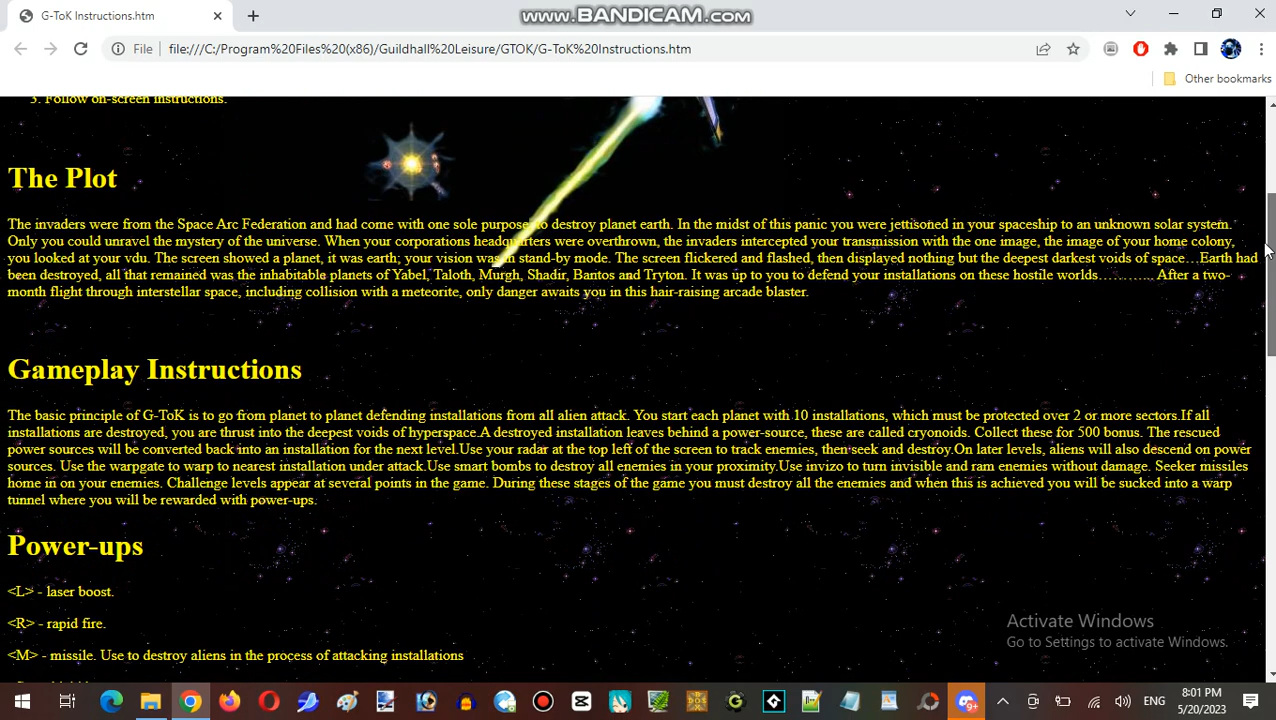 G-ToK Instructions.htm
www.BANDICAM.com
File
file:///C:/Program%20Files%20(x86)/Guildhall Leisure/GTOK/G-ToK%20Instructions.htm
Other bookmarks
3. Follow on-screen instructions.
The Plot
The invaders were from the Space Arc Federation and had come with one sole purpose to destroy planet earth. In the midst of this panic you were jettisoned in your spaceship to an unknown solar system.
Only you could unravel the mystery of the universe. When your corporations headquarters were overthrown, the invaders intercepted your transmission with the one image, the image of your home colony,
you looked at your vdu. The screen showed a planet, it was earth; your vision was in stand-by mode. The screen flickered and flashed, then displayed nothing but the deepest darkest voids of space…Earth had
been destroyed, all that remained was the inhabitable planets of Yabel, Taloth, Murgh, Shadir, Bantos and Tryton. It was up to you to defend your installations on these hostile worlds………... After a two-
month flight through interstellar space, including collision with a meteorite, only danger awaits you in this hair-raising arcade blaster.
Gameplay Instructions
The basic principle of G-ToK is to go from planet to planet defending installations from all alien attack. You start each planet with 10 installations, which must be protected over 2 or more sectors.If all
installations are destroyed, you are thrust into the deepest voids of hyperspace.A destroyed installation leaves behind a power-source, these are called cryonoids. Collect these for 500 bonus. The rescued
power sources will be converted back into an installation for the next level.Use your radar at the top left of the screen to track enemies, then seek and destroy.On later levels, aliens will also descend on power
sources. Use the warpgate to warp to nearest installation under attack.Use smart bombs to destroy all enemies in your proximity.Use invizo to turn invisible and ram enemies without damage. Seeker missiles
home in on your enemies. Challenge levels appear at several points in the game. During these stages of the game you must destroy all the enemies and when this is achieved you will be sucked into a warp
tunnel where you will be rewarded with power-ups.
Power-ups
<L> - laser boost.
<R> - rapid fire.
<M> - missile. Use to destroy aliens in the process of attacking installations
Activate Windows
Go to Settings to activate Windows.
9+
ENG
8:01 PM
5/20/2023